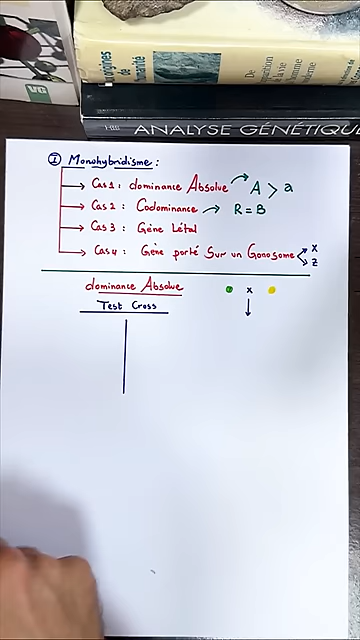 ANALYSE GÉNÉTIQUE
I Monohybridisme :
Cas 1 : dominance Absolue → A > a
Cas 2 : Codominance → R = B
Cas 3 : Gène Létal
Cas 4 : Gène porté Sur un Gonosome X
Z
dominance Absolue x
Test Cross